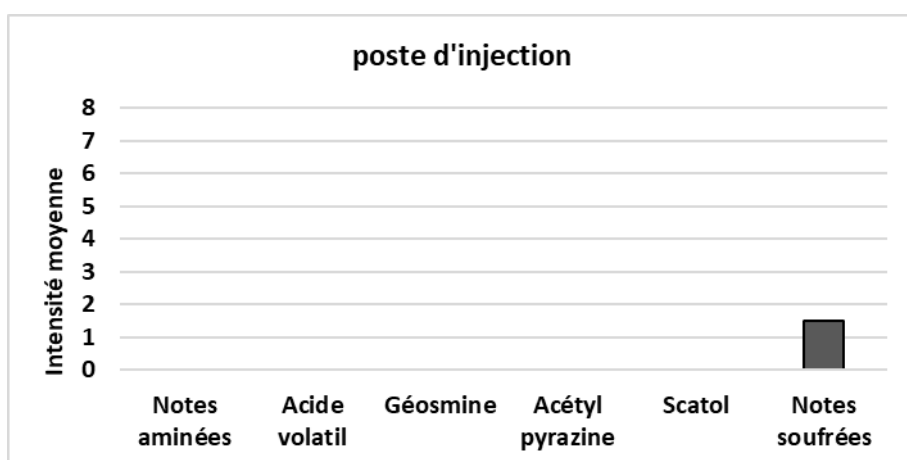 poste d'injection
Intensité moyenne
8
7
6
5
4
3
2
1
0
Notes aminées
Acide volatil
Géosmine
Acétyl pyrazine
Scatol
Notes soufrées